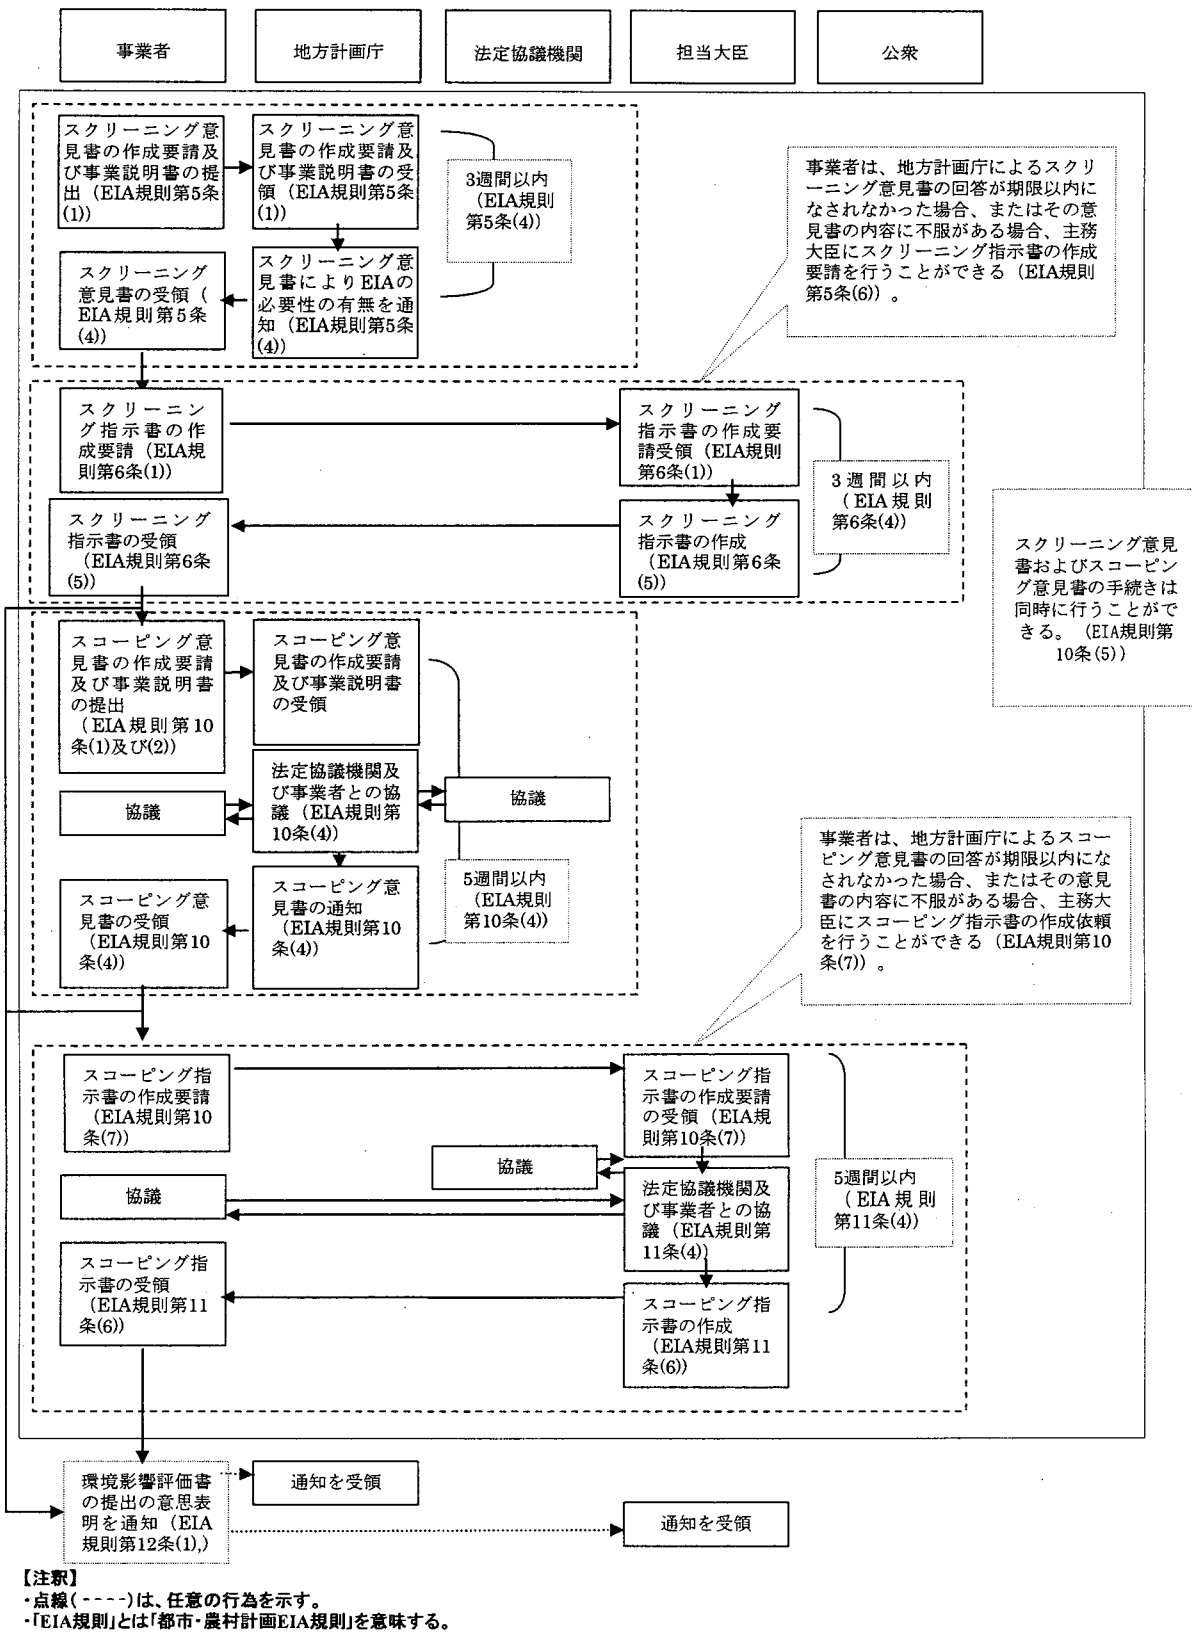 事業者
地方計画庁
法定協議機関
担当大臣
公衆
スクリーニング意
見書の作成要請及
び事業説明書の提
出（EIA規則第5条
(1)）
スクリーニング意
見書の作成要請及
び事業説明書の受
領（EIA規則第5条
(1)）
3週間以内
（EIA規則
第5条(4)）
スクリーニング
意見書の受領（
EIA規則第5条
(4)）
スクリーニング意
見書によりEIAの
必要性の有無を通
知（EIA規則第5条
(4)）
事業者は、地方計画庁によるスクリ
ーニング意見書の回答が期限以内に
なされなかった場合、またはその意
見書の内容に不服がある場合、主務
大臣にスクリーニング指示書の作成
要請を行うことができる（EIA規則
第5条(6)）。
スクリーニン
グ指示書の作
成要請（EIA規
則第6条(1)）
スクリーニング
指示書の作成要
請受領（EIA規則
第6条(1)）
3週間以内
（EIA規則
第6条(4)）
スクリーニング
指示書の受領
（EIA規則第6条
(5)）
スクリーニング
指示書の作成
（EIA規則第6条
(5)）
スクリーニング意見
書およびスコーピン
グ意見書の手続きは
同時に行うことがで
きる。（EIA規則第
10条(5)）
スコーピング意
見書の作成要請
及び事業説明書
の提出
（EIA規則第10
条(1)及び(2)）
スコーピング意
見書の作成要請
及び事業説明書
の受領
協議
法定協議機関及
び事業者との協
議（EIA規則第
10条(4)）
協議
5週間以内
（EIA規則
第10条(4)）
スコーピング意
見書の受領
（EIA規則第10
条(4)）
スコーピング意
見書の通知
（EIA規則第10
条(4)）
事業者は、地方計画庁によるスコー
ピング意見書の回答が期限以内にな
されなかった場合、またはその意見
書の内容に不服がある場合、主務大
臣にスコーピング指示書の作成依頼
を行うことができる（EIA規則第10
条(7)）。
スコーピング指
示書の作成要請
（EIA規則第10
条(7)）
スコーピング指
示書の作成要請
の受領（EIA規
則第10条(7)）
協議
協議
法定協議機関及
び事業者との協
議（EIA規則第
11条(4)）
5週間以内
（EIA規則
第11条(4)）
スコーピング指
示書の受領
（EIA規則第11
条(6)）
スコーピング指
示書の作成
（EIA規則第11
条(6)）
環境影響評価書
の提出の意思表
明を通知（EIA
規則第12条(1),）
通知を受領
通知を受領
【注釈】
・点線(----)は、任意の行為を示す。
・「EIA規則」とは「都市・農村計画EIA規則」を意味する。